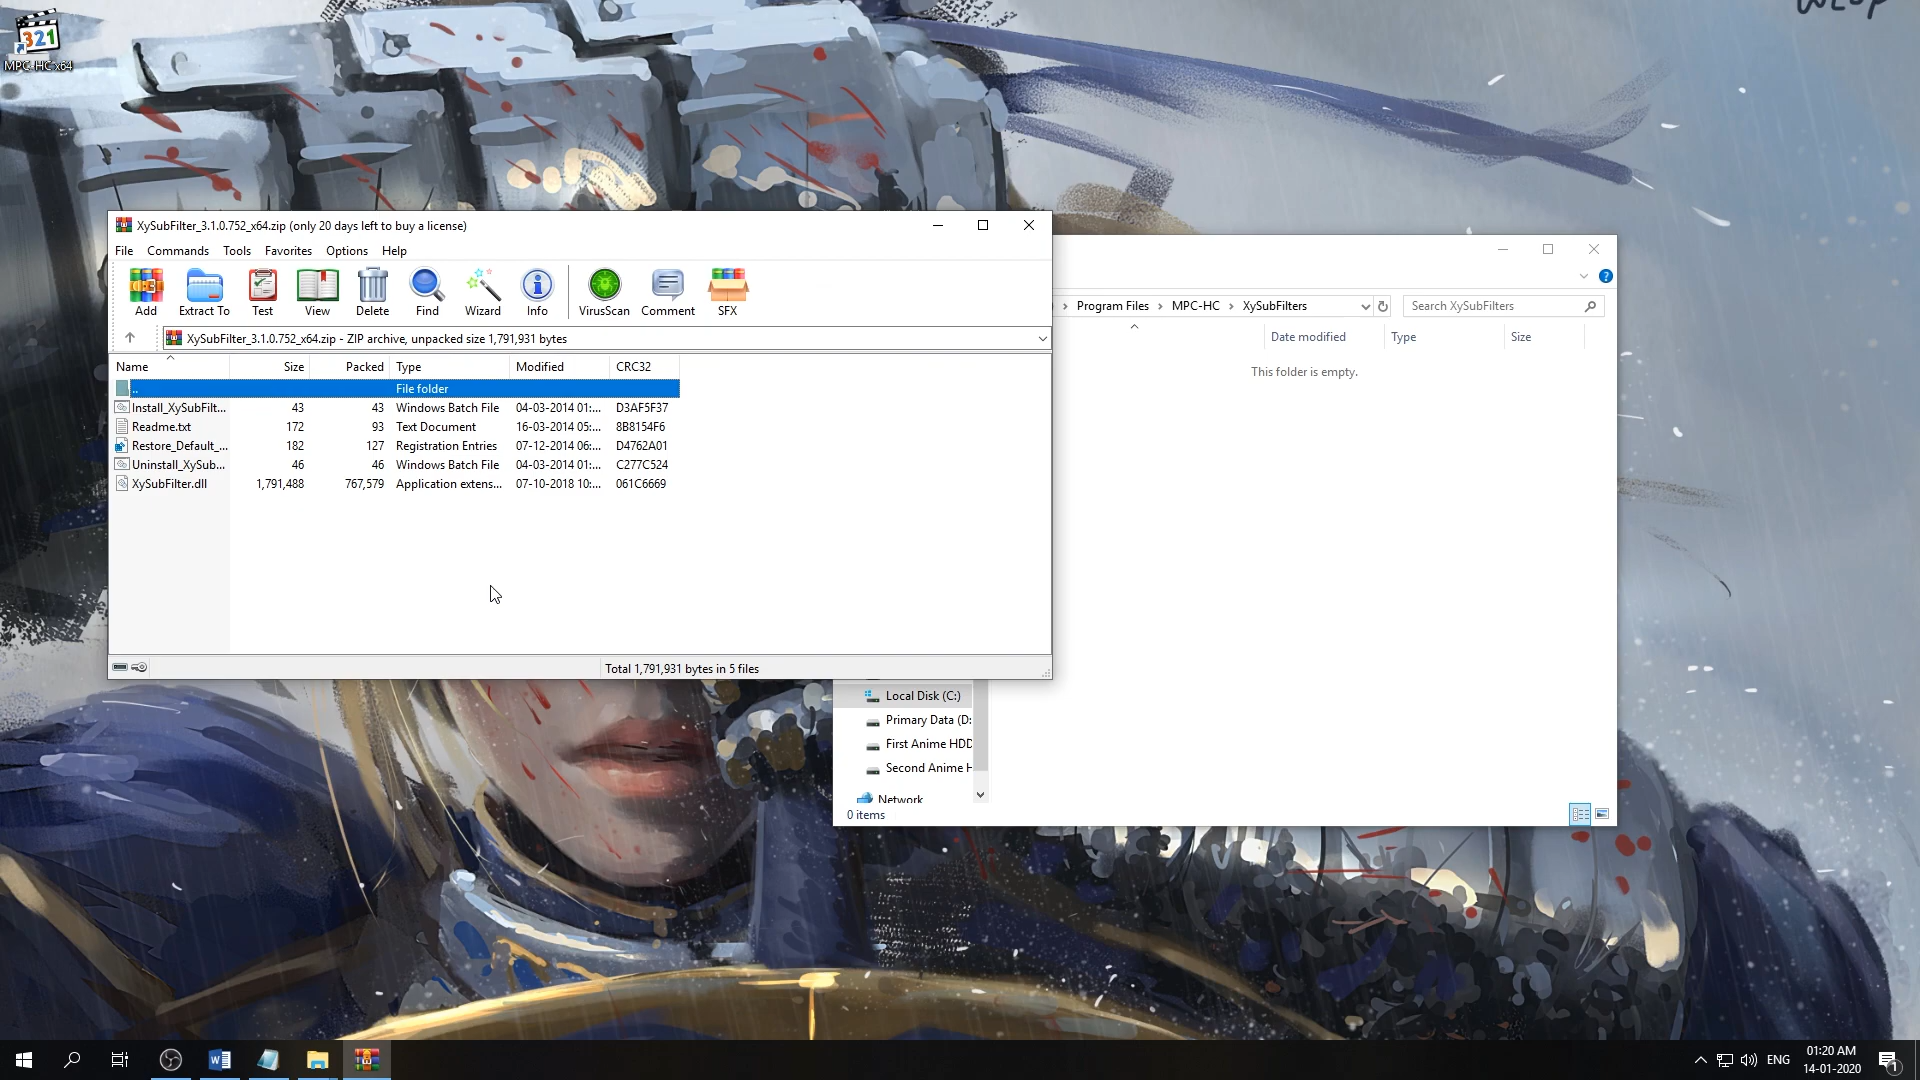 321
MPC-HC x64
XySubFilter_3.1.0.752_x64.zip (only 20 days left to buy a license)
File Commands Tools Favorites Options Help
Add Extract To Test View Delete Find Wizard Info VirusScan Comment SFX
XySubFilter_3.1.0.752_x64.zip - ZIP archive, unpacked size 1,791,931 bytes
Name Size Packed Type Modified CRC32
.. File folder
Install_XySubFilt... 43 43 Windows Batch File 04-03-2014 01:... D3AF5F37
Readme.txt 172 93 Text Document 16-03-2014 05:... 8B8154F6
Restore_Default_... 182 127 Registration Entries 07-12-2014 06:... D4762A01
Uninstall_XySub... 46 46 Windows Batch File 04-03-2014 01:... C277C524
XySubFilter.dll 1,791,488 767,579 Application extens... 07-10-2018 10:... 061C6669
Total 1,791,931 bytes in 5 files
Program Files MPC-HC XySubFilters Search XySubFilters
Date modified Type Size
This folder is empty.
Local Disk (C:)
Primary Data (D:
First Anime HDD
Second Anime H
Network
0 items
ENG 01:20 AM
14-01-2020
1